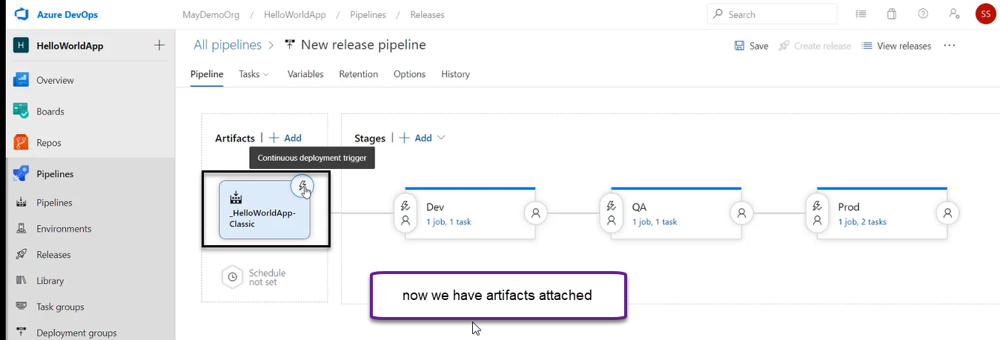 Azure DevOps
MayDemoOrg / HelloWorldApp / Pipelines / Releases
Search
SS
H HelloWorldApp
All pipelines > New release pipeline
Save Create release View releases ...
Overview
Pipeline Tasks Variables Retention Options History
Boards
Repos
Artifacts | + Add
Stages | + Add
Continuous deployment trigger
Pipelines
_HelloWorldApp-
Classic
Dev
1 job, 1 task
QA
1 job, 1 task
Prod
1 job, 2 tasks
Pipelines
Environments
Releases
Library
Task groups
Deployment groups
Schedule
not set
now we have artifacts attached